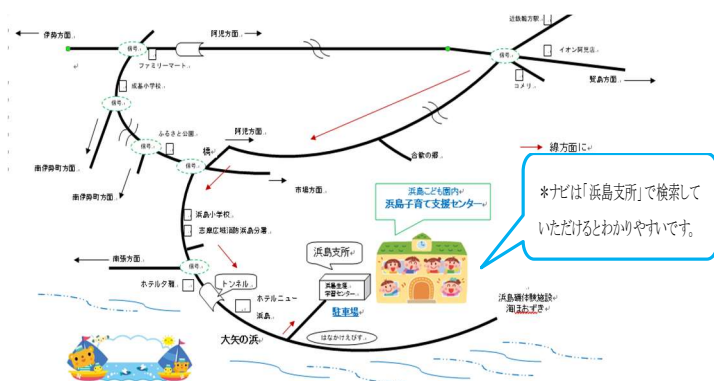 近鉄鵜方駅
伊勢方面
阿児方面
信号
信号
イオン阿児店
ファミリーマート
賢島方面
成基小学校
コメリ
信号
ふるさと公園
阿児方面
橋
信号
合歓の郷
線方面に
南伊勢町方面
信号
市場方面
南伊勢町方面
浜島こども園内
浜島子育て支援センター
*ナビは「浜島支所」で検索して
いただけるとわかりやすいです。
浜島小学校
志摩広域消防浜島分署
浜島支所
南張方面
信号
トンネル
浜島生涯
学習センター
ホテル夕雅
ホテルニュー
浜島
駐車場
浜島磯体験施設
海ほおずき
大矢の浜
はなかけえびす